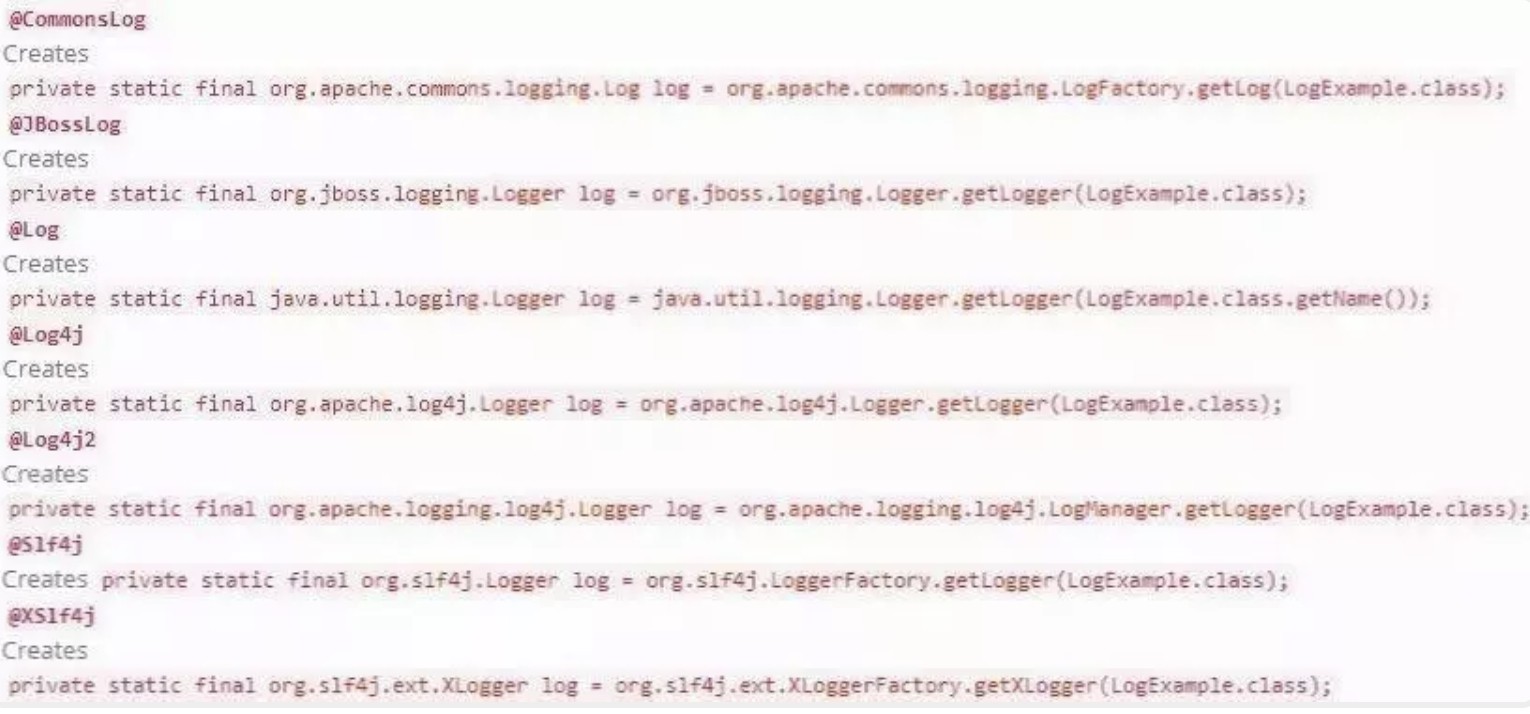 @CommonsLog
Creates
private static final org.apache.commons.logging.Log log = org.apache.commons.logging.LogFactory.getLog(LogExample.class);
@JBossLog
Creates
private static final org.jboss.logging.Logger log = org.jboss.logging.Logger.getLogger(LogExample.class);
@Log
Creates
private static final java.util.logging.Logger log = java.util.logging.Logger.getLogger(LogExample.class.getName());
@Log4j
Creates
private static final org.apache.log4j.Logger log = org.apache.log4j.Logger.getLogger(LogExample.class);
@Log4j2
Creates
private static final org.apache.logging.log4j.Logger log = org.apache.logging.log4j.LogManager.getLogger(LogExample.class);
@Slf4j
Creates private static final org.slf4j.Logger log = org.slf4j.LoggerFactory.getLogger(LogExample.class);
@XSlf4j
Creates
private static final org.slf4j.ext.XLogger log = org.slf4j.ext.XLoggerFactory.getXLogger(LogExample.class);